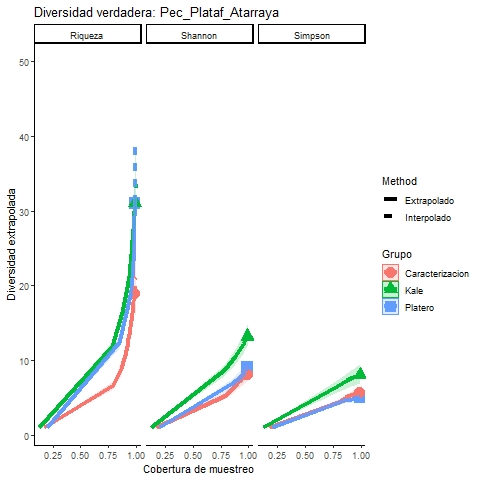 Diversidad verdadera: Pec_Plataf_Atarraya
Riqueza
Shannon
Simpson
Diversidad extrapolada
50
40
30
20
10
0
0.25 0.50 0.75 1.00
0.25 0.50 0.75 1.00
0.25 0.50 0.75 1.00
Cobertura de muestreo
Method
Extrapolado
Interpolado
Grupo
Caracterizacion
Kale
Platero